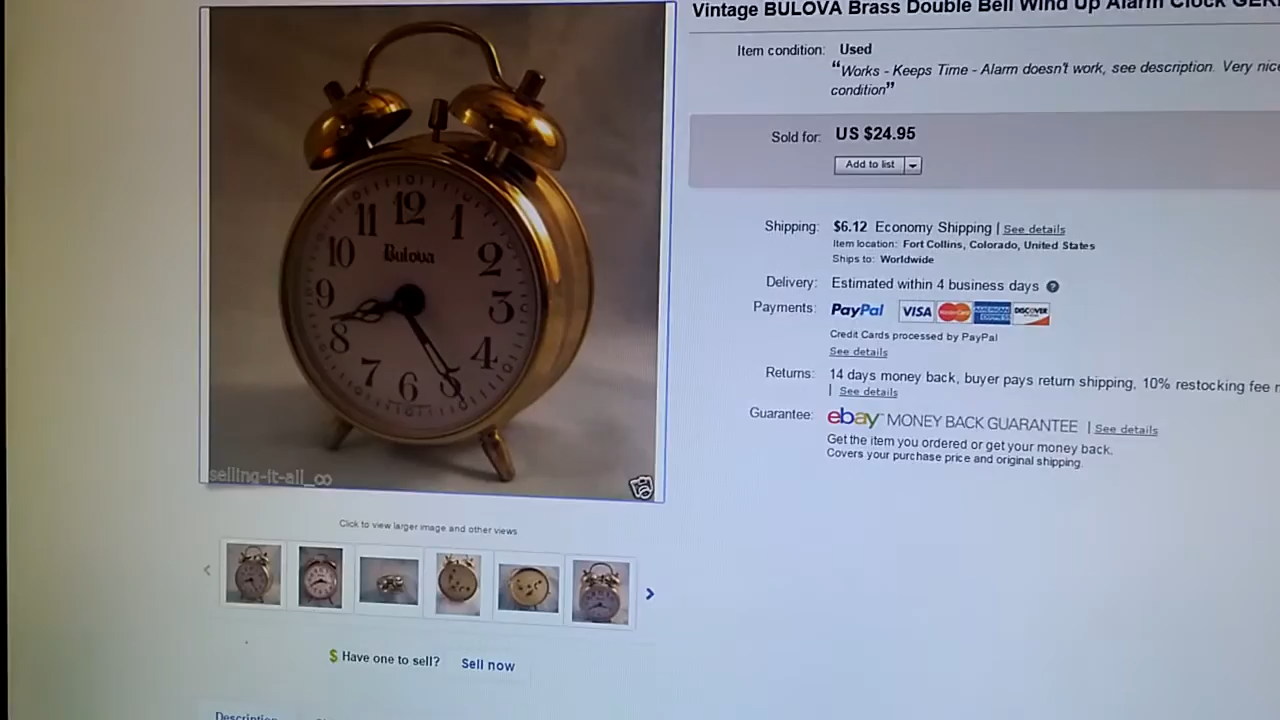 Vintage BULOVA Brass Double Bell Wind Up Alarm Clock
Item condition: Used
“Works - Keeps Time - Alarm doesn't work, see description. Very nice
condition”
Sold for: US $24.95
Add to list
Shipping: $6.12 Economy Shipping | See details
Item location: Fort Collins, Colorado, United States
Ships to: Worldwide
Delivery: Estimated within 4 business days ?
Payments: PayPal VISA MasterCard AMERICAN EXPRESS DISCOVER
Credit Cards processed by PayPal
See details
Returns: 14 days money back, buyer pays return shipping, 10% restocking fee
| See details
Guarantee: ebay MONEY BACK GUARANTEE | See details
Get the item you ordered or get your money back.
Covers your purchase price and original shipping.
12
11 1
10 2
Bulova
9 3
8 4
7 5
6
selling-it-all_co
Click to view larger image and other views
< >
$ Have one to sell? Sell now
Description